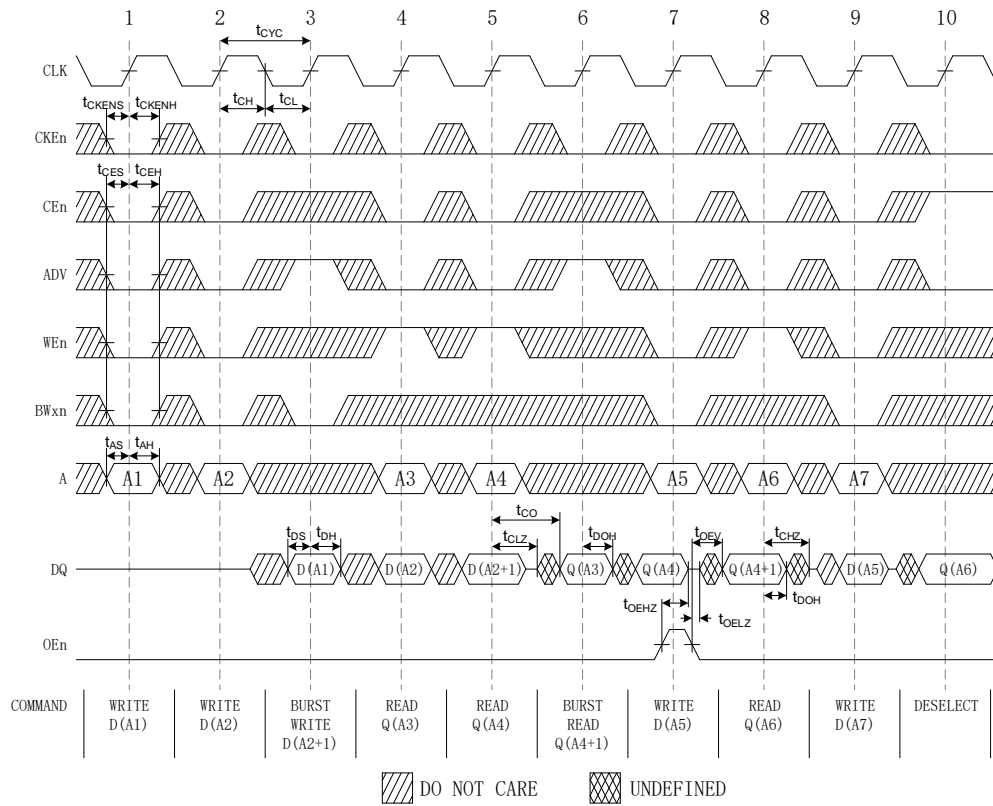 1 2 3 4 5 6 7 8 9 10
tCYC
CLK
tCH tCL
tCKENS tCKENH
CKEn
tCES tCEH
CEn
ADV
WEn
BWxn
tAS tAH
A A1 A2 A3 A4 A5 A6 A7
tCO
tDS tDH tCLZ tDOH tOEV tCHZ
DQ D(A1) D(A2) D(A2+1) Q(A3) Q(A4) Q(A4+1) D(A5) Q(A6)
tOEHZ tDOH
tOELZ
OEn
COMMAND WRITE WRITE BURST READ READ BURST WRITE READ WRITE DESELECT
D(A1) D(A2) WRITE Q(A3) Q(A4) READ D(A5) Q(A6) D(A7)
D(A2+1) Q(A4+1)
DO NOT CARE UNDEFINED